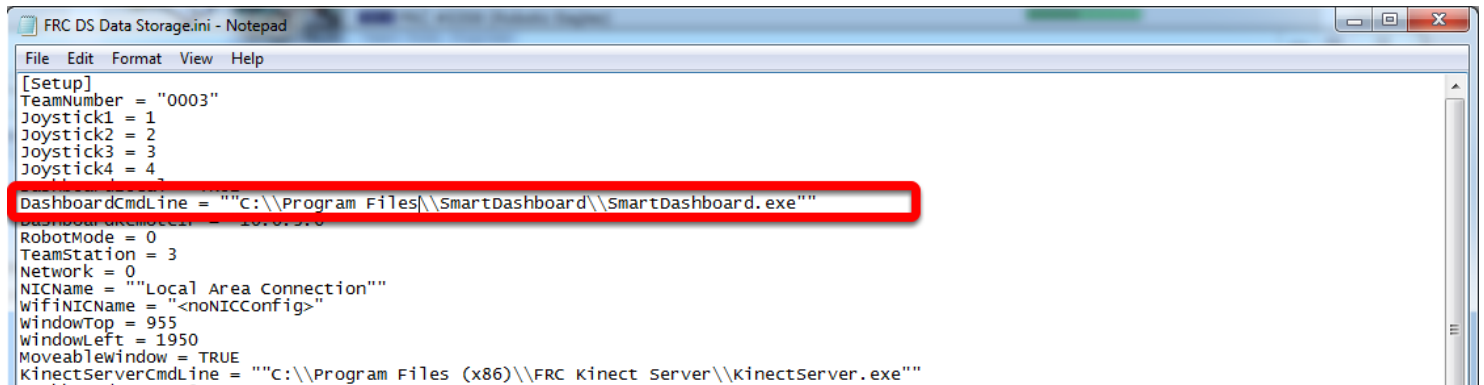 FRC DS Data Storage.ini - Notepad
File Edit Format View Help
[Setup]
TeamNumber = "0003"
Joystick1 = 1
Joystick2 = 2
Joystick3 = 3
Joystick4 = 4
DashboardCmdLine = ""C:\\Program Files\\SmartDashboard\\SmartDashboard.exe""
RobotMode = 0
TeamStation = 3
Network = 0
NICName = ""Local Area Connection""
WifiNICName = "<noNICConfig>"
WindowTop = 955
WindowLeft = 1950
MoveableWindow = TRUE
KinectServerCmdLine = ""C:\\Program Files (x86)\\FRC Kinect Server\\KinectServer.exe""